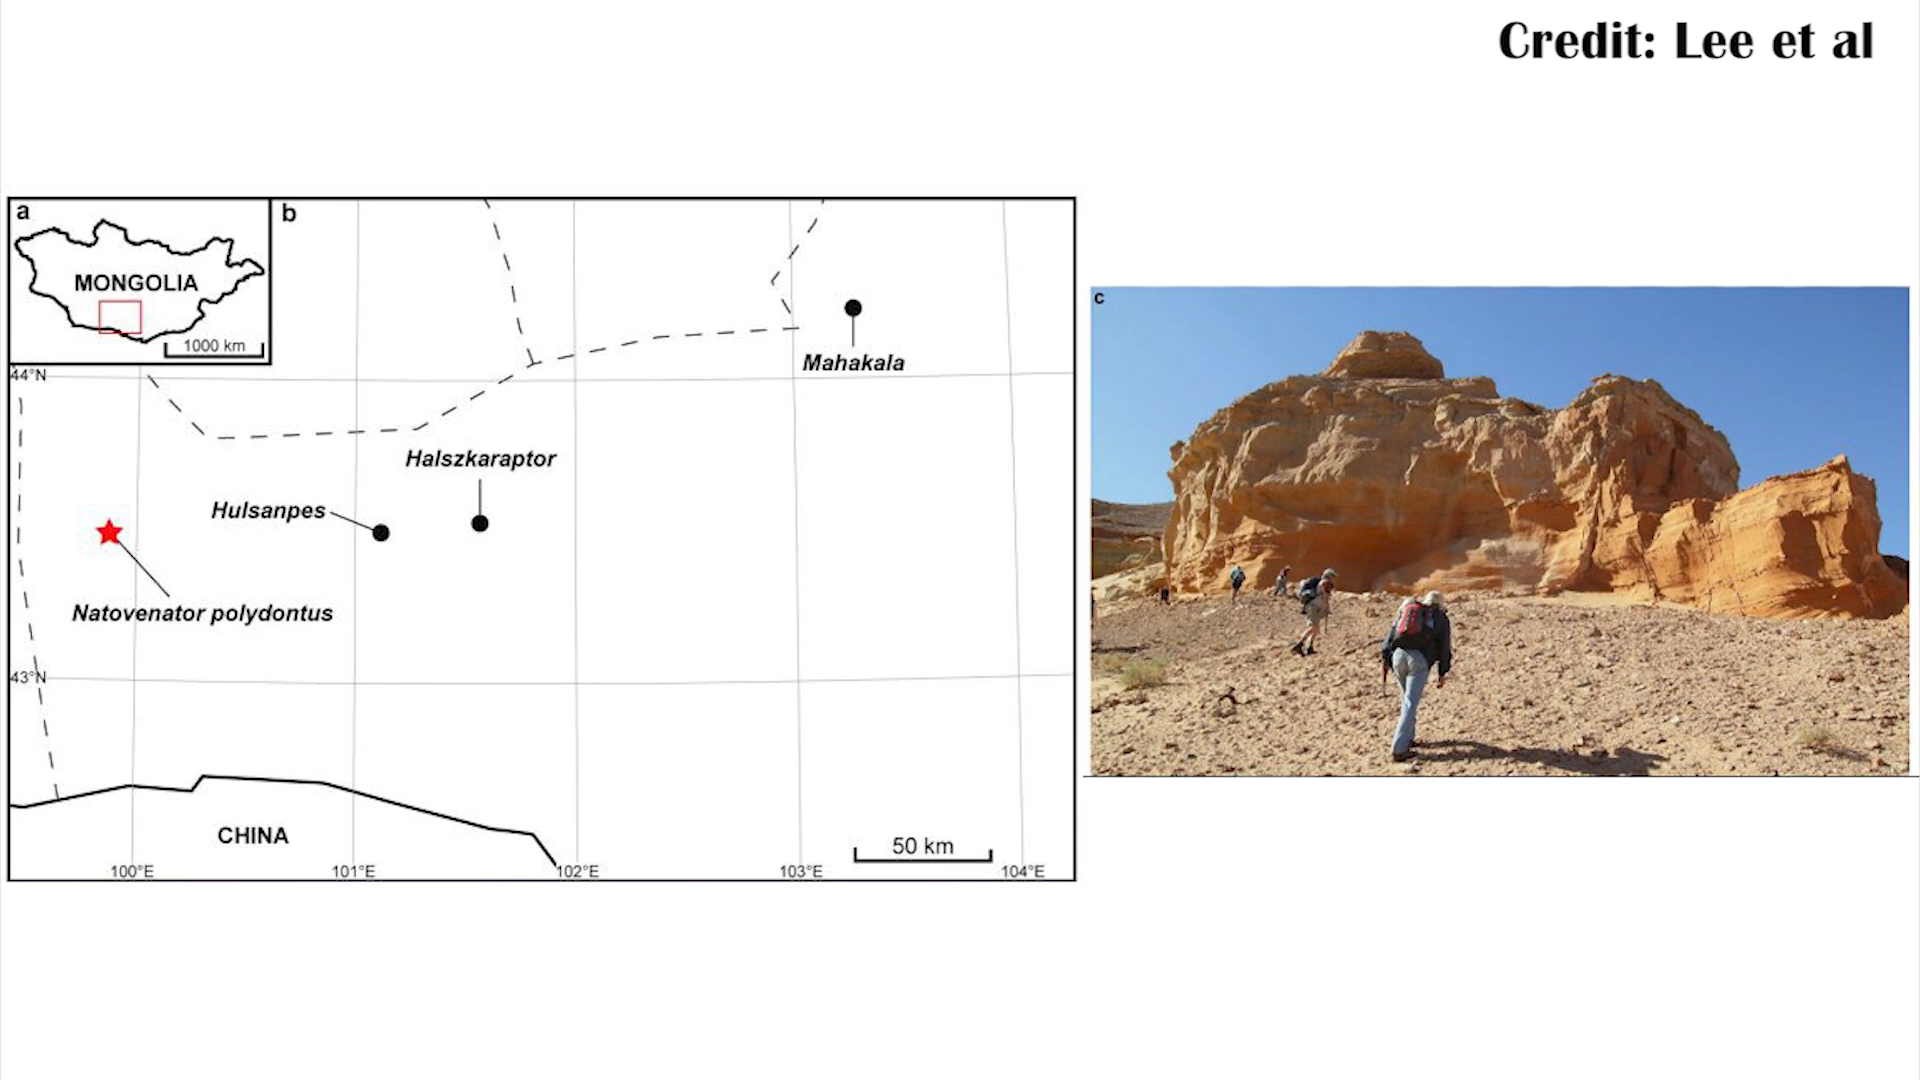 Credit: Lee et al
a
b
MONGOLIA
1000 km
44°N
Mahakala
Halszkaraptor
Hulsanpes
Natovenator polydontus
43°N
CHINA
50 km
100°E
101°E
102°E
103°E
104°E
c